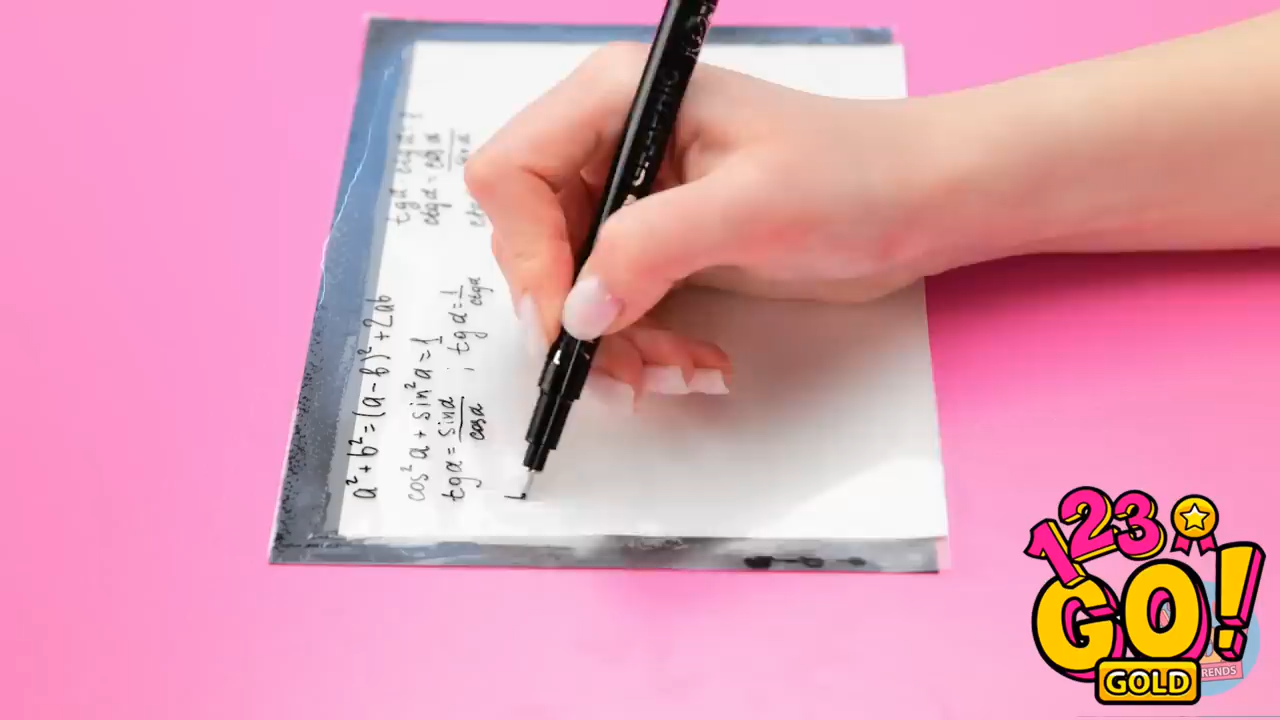 a² + b² = (a - b)² + 2ab
cos²α + sin²α = 1
tgα = sinα/cosα ; tgα = 1/ctgα
tgα · ctgα = 1
ctgα = cosα
123
GO!
GOLD
RENDS